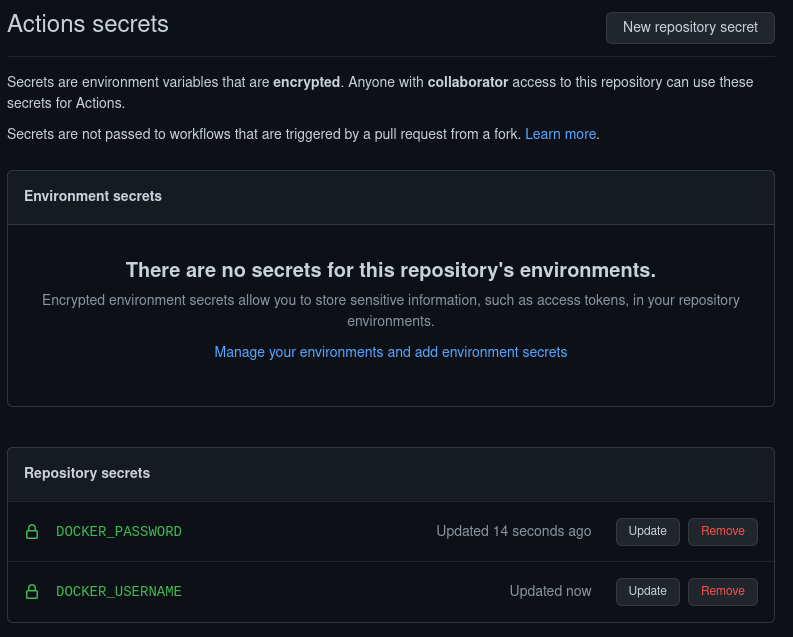 Actions secrets
New repository secret
Secrets are environment variables that are encrypted. Anyone with collaborator access to this repository can use these
secrets for Actions.
Secrets are not passed to workflows that are triggered by a pull request from a fork. Learn more.
Environment secrets
There are no secrets for this repository's environments.
Encrypted environment secrets allow you to store sensitive information, such as access tokens, in your repository
environments.
Manage your environments and add environment secrets
Repository secrets
DOCKER_PASSWORD Updated 14 seconds ago Update Remove
DOCKER_USERNAME Updated now Update Remove